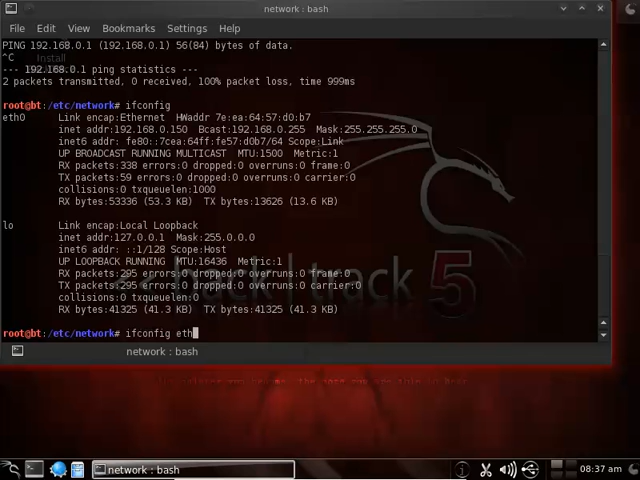 network : bash
File Edit View Bookmarks Settings Help
PING 192.168.0.1 (192.168.0.1) 56(84) bytes of data.
^C
Install
--- 192.168.0.1 ping statistics ---
2 packets transmitted, 0 received, 100% packet loss, time 999ms
root@bt:/etc/network# ifconfig
eth0 Link encap:Ethernet HWaddr 7e:ea:64:57:d0:b7
inet addr:192.168.0.150 Bcast:192.168.0.255 Mask:255.255.255.0
inet6 addr: fe80::7cea:64ff:fe57:d0b7/64 Scope:Link
UP BROADCAST RUNNING MULTICAST MTU:1500 Metric:1
RX packets:338 errors:0 dropped:0 overruns:0 frame:0
TX packets:59 errors:0 dropped:0 overruns:0 carrier:0
collisions:0 txqueuelen:1000
RX bytes:53336 (53.3 KB) TX bytes:13626 (13.6 KB)
lo Link encap:Local Loopback
inet addr:127.0.0.1 Mask:255.0.0.0
inet6 addr: ::1/128 Scope:Host
UP LOOPBACK RUNNING MTU:16436 Metric:1
RX packets:295 errors:0 dropped:0 overruns:0 frame:0
<< back | track 5
TX packets:295 errors:0 dropped:0 overruns:0 carrier:0
collisions:0 txqueuelen:0
RX bytes:41325 (41.3 KB) TX bytes:41325 (41.3 KB)
root@bt:/etc/network# ifconfig eth
network : bash
network : bash
08:37 am